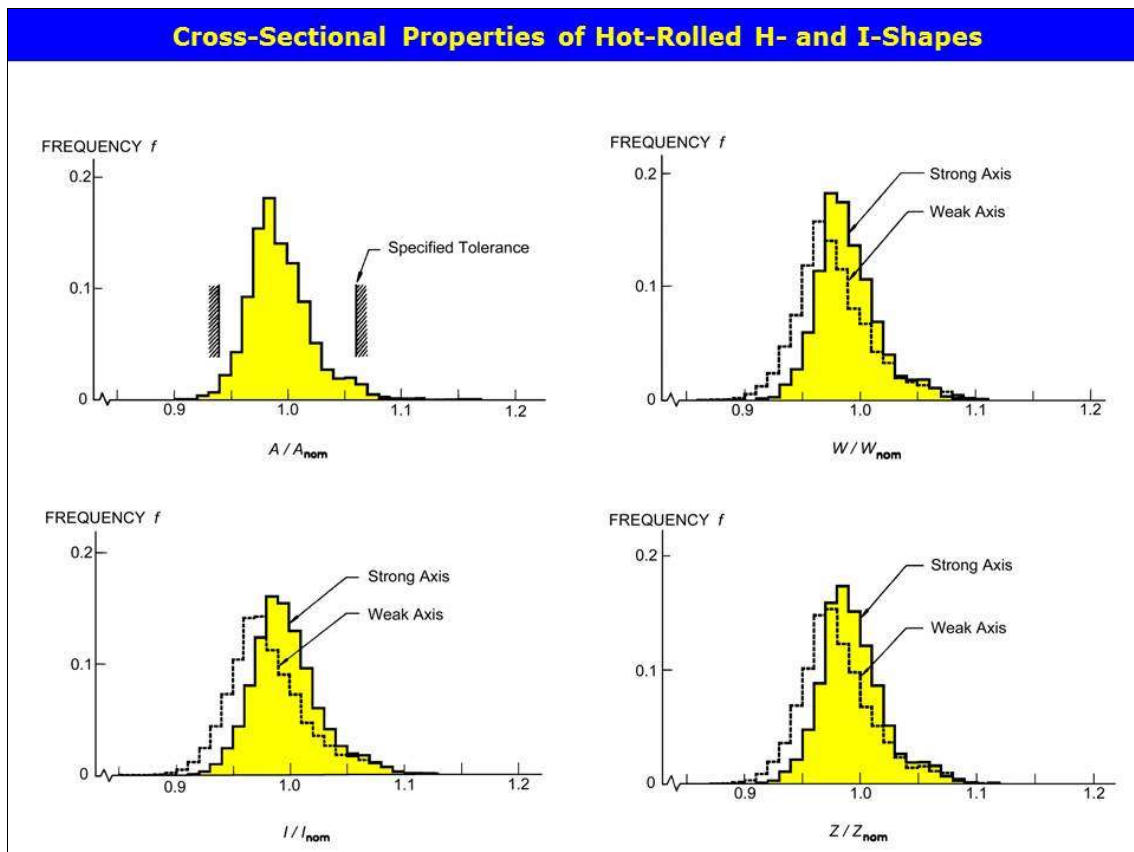 Cross-Sectional Properties of Hot-Rolled H- and I-Shapes
FREQUENCY f
0.2
0.1
0
Specified Tolerance
0.9
1.0
1.1
1.2
A / Anom
FREQUENCY f
0.2
0.1
0
Strong Axis
Weak Axis
0.9
1.0
1.1
1.2
W / Wnom
FREQUENCY f
0.2
0.1
0
Strong Axis
Weak Axis
0.9
1.0
1.1
1.2
I / Inom
FREQUENCY f
0.2
0.1
0
Strong Axis
Weak Axis
0.9
1.0
1.1
1.2
Z / Znom